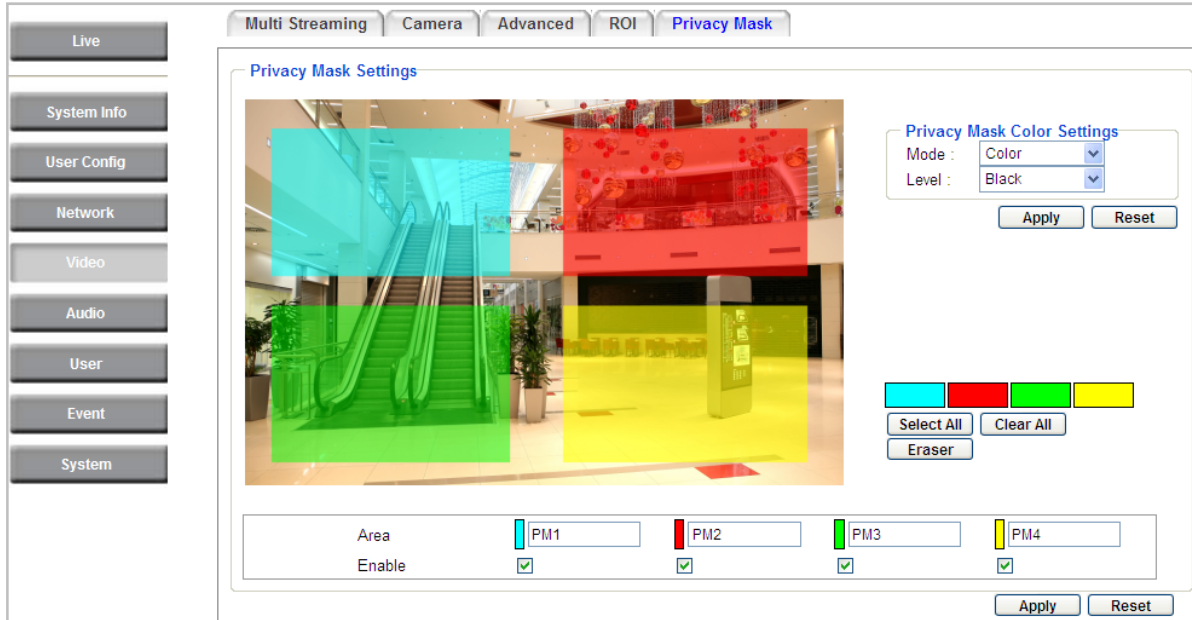 Live
System Info
User Config
Network
Video
Audio
User
Event
System
Multi Streaming Camera Advanced ROI Privacy Mask
Privacy Mask Settings
Privacy Mask Color Settings
Mode : Color
Level : Black
Apply Reset
Select All Clear All
Eraser
Area PM1 PM2 PM3 PM4
Enable
Apply Reset